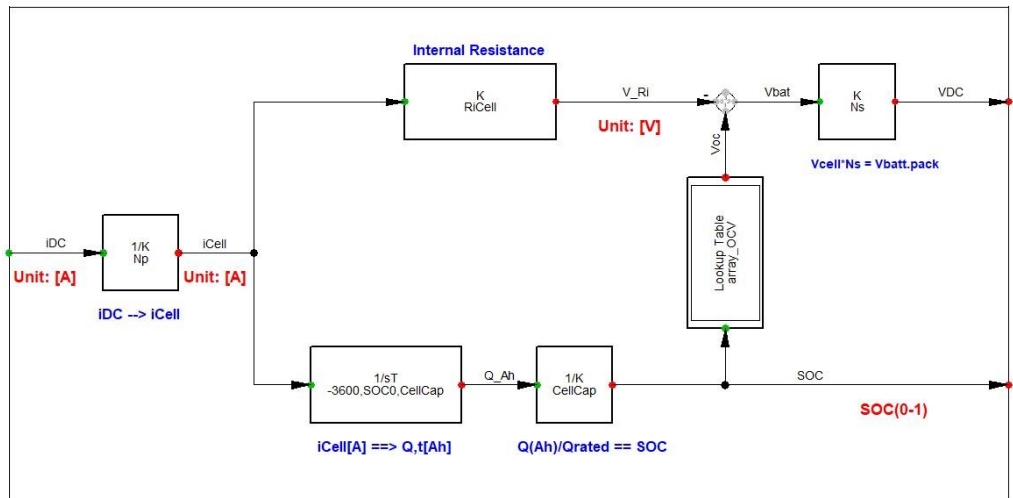 Internal Resistance
K
RiCell
V_Ri
-
Vbat
K
Ns
VDC
Unit: [V]
Voc
Vcell*Ns = Vbatt.pack
Lookup Table
array_OCV
iDC
1/K
Np
iCell
Unit: [A]
Unit: [A]
iDC --> iCell
1/sT
-3600,SOC0,CellCap
Q_Ah
1/K
CellCap
SOC
SOC(0-1)
iCell[A] ==> Q,t[Ah]
Q(Ah)/Qrated == SOC